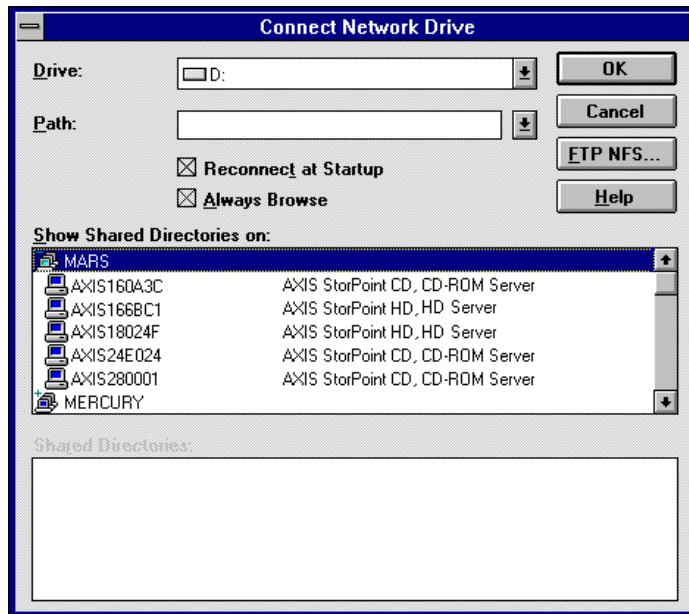 Connect Network Drive
Drive: D: OK
Cancel
Path:
FTP NFS...
Reconnect at Startup
Always Browse Help
Show Shared Directories on:
MARS
AXIS160A3C AXIS StorPoint CD, CD-ROM Server
AXIS166BC1 AXIS StorPoint HD, HD Server
AXIS18024F AXIS StorPoint HD, HD Server
AXIS24E024 AXIS StorPoint CD, CD-ROM Server
AXIS280001 AXIS StorPoint CD, CD-ROM Server
MERCURY
Shared Directories: